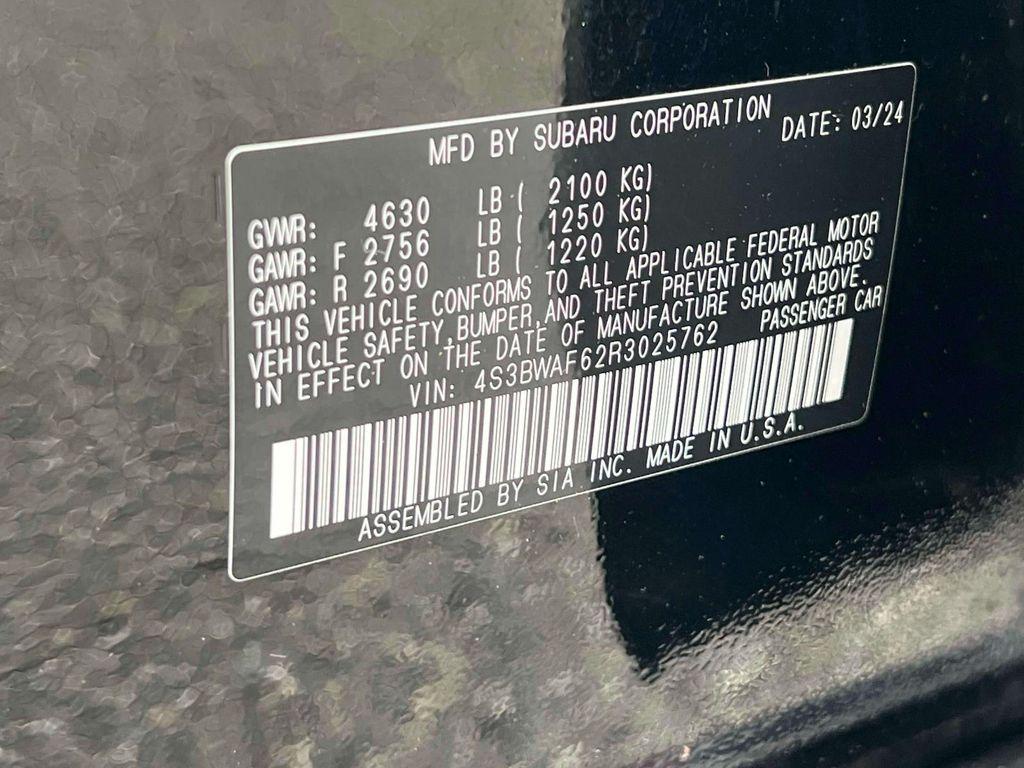 MFD BY SUBARU CORPORATION DATE: 03/24
GVWR: 4630 LB ( 2100 KG)
GAWR: F 2756 LB ( 1250 KG)
GAWR: R 2690 LB ( 1220 KG)
THIS VEHICLE CONFORMS TO ALL APPLICABLE FEDERAL MOTOR
VEHICLE SAFETY,BUMPER,AND THEFT PREVENTION STANDARDS
IN EFFECT ON THE DATE OF MANUFACTURE SHOWN ABOVE.
VIN: 4S3BWAF62R3025762 PASSENGER CAR
ASSEMBLED BY SIA INC. MADE IN U.S.A.